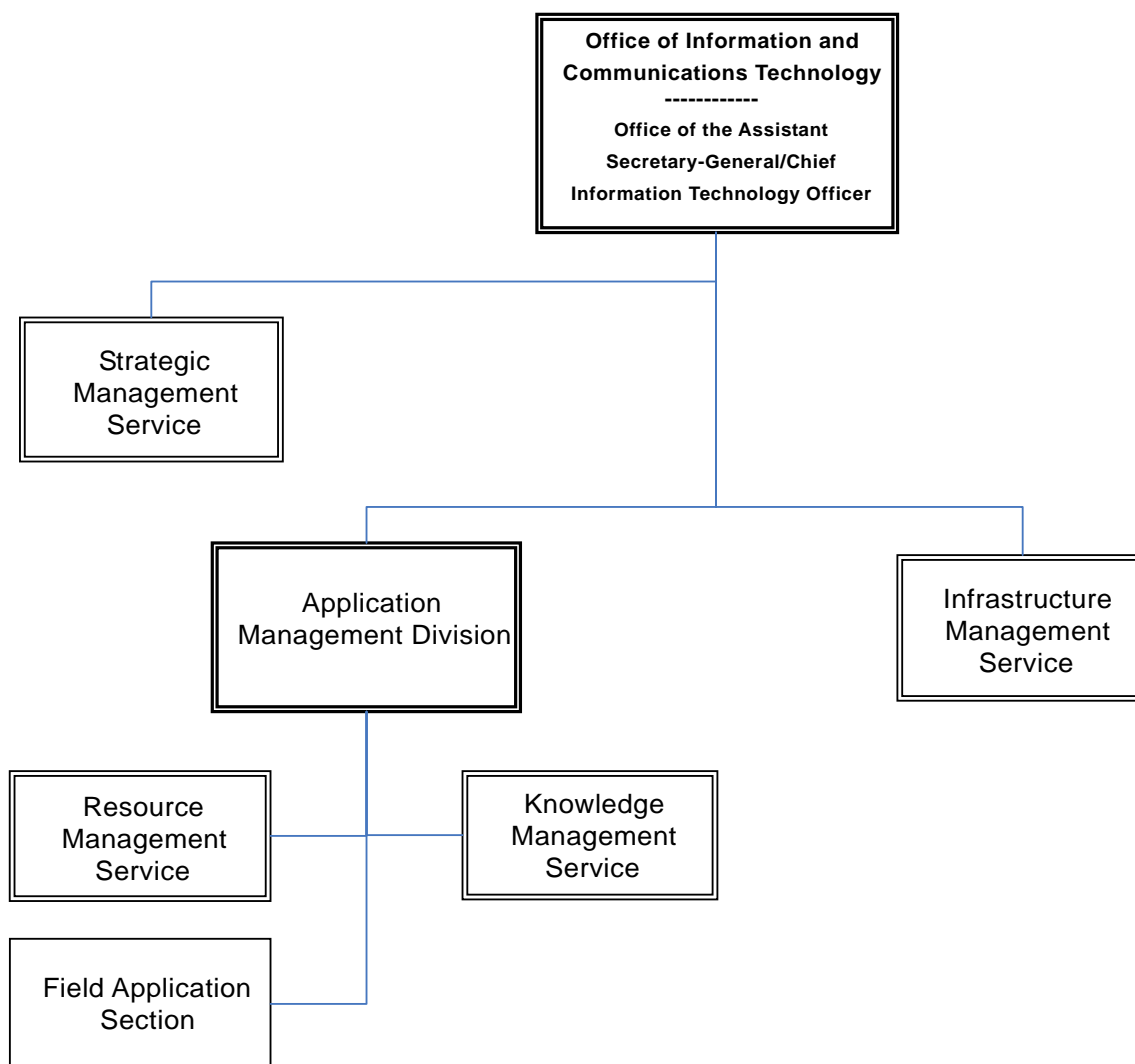 Office of Information and
Communications Technology
------------
Office of the Assistant
Secretary-General/Chief
Information Technology Officer
Strategic
Management
Service
Application
Management Division
Infrastructure
Management
Service
Resource
Management
Service
Knowledge
Management
Service
Field Application
Section